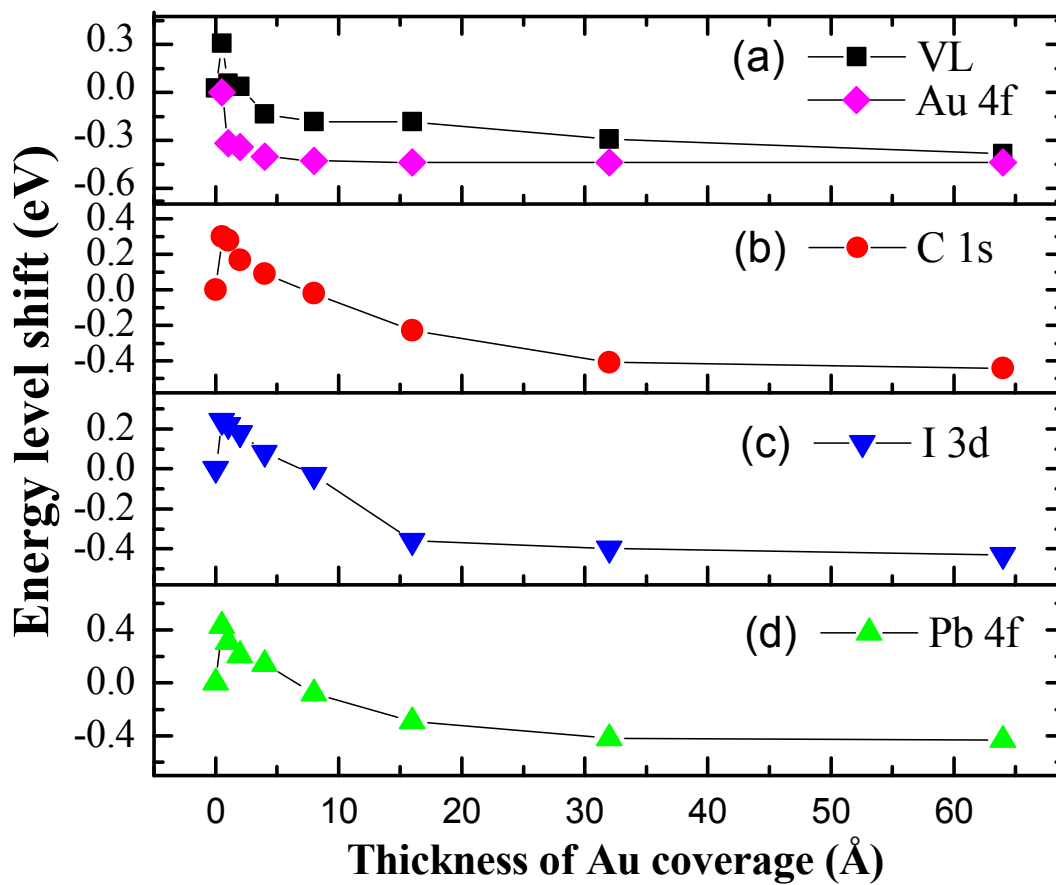 Energy level shift (eV)
0.3
0.0
-0.3
-0.6
(a)
VL
Au 4f
0.4
0.2
0.0
-0.2
-0.4
(b)
C 1s
0.2
0.0
-0.2
-0.4
(c)
I 3d
0.4
0.0
-0.4
(d)
Pb 4f
0 10 20 30 40 50 60
Thickness of Au coverage (Å)